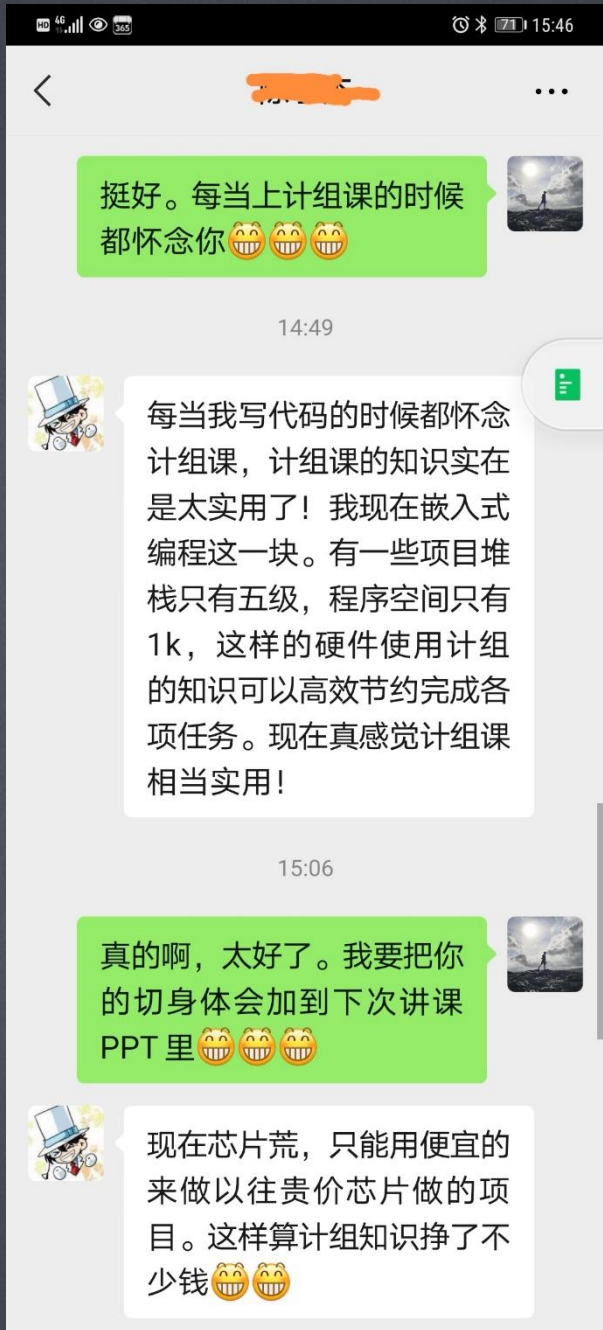 HD 4G 365 71 15:46
挺好。每当上计组课的时候
都怀念你😁😁😁
14:49
每当我写代码的时候都怀念
计组课，计组课的知识实在
是太实用了！我现在嵌入式
编程这一块。有一些项目堆
栈只有五级，程序空间只有
1k，这样的硬件使用计组
的知识可以高效节约完成各
项任务。现在真感觉计组课
相当实用！
15:06
真的啊，太好了。我要把你
的切身体会加到下次讲课
PPT 里😁😁😁
现在芯片荒，只能用便宜的
来做以往贵价芯片做的项
目。这样算计组知识挣了不
少钱😁😁